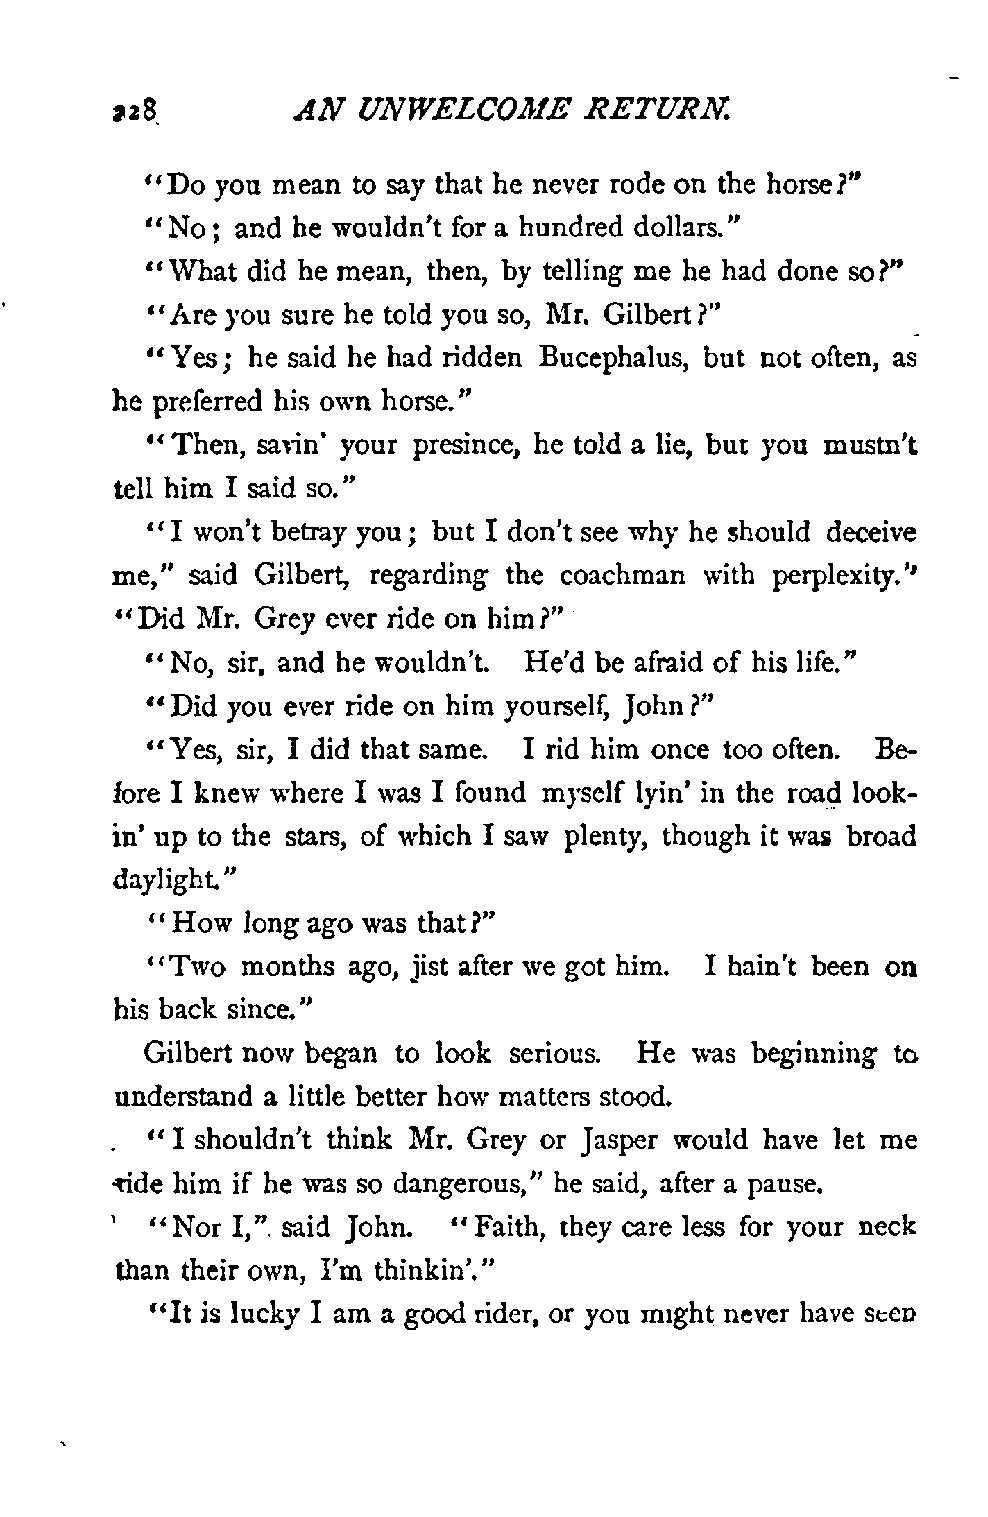 228 AN UNWELCOME RETURN.
"Do you mean to say that he never rode on the horse?"
"No; and he wouldn't for a hundred dollars."
"What did he mean, then, by telling me he had done so?"
"Are you sure he told you so, Mr. Gilbert?"
"Yes; he said he had ridden Bucephalus, but not often, as
he preferred his own horse."
"Then, savin' your presince, he told a lie, but you mustn't
tell him I said so."
"I won't betray you; but I don't see why he should deceive
me," said Gilbert, regarding the coachman with perplexity."
"Did Mr. Grey ever ride on him?"
"No, sir, and he wouldn't. He'd be afraid of his life."
"Did you ever ride on him yourself, John?"
"Yes, sir, I did that same. I rid him once too often. Be-
fore I knew where I was I found myself lyin' in the road look-
in' up to the stars, of which I saw plenty, though it was broad
daylight."
"How long ago was that?"
"Two months ago, jist after we got him. I hain't been on
his back since."
Gilbert now began to look serious. He was beginning to
understand a little better how matters stood.
"I shouldn't think Mr. Grey or Jasper would have let me
ride him if he was so dangerous," he said, after a pause.
"Nor I," said John. "Faith, they care less for your neck
than their own, I'm thinkin'."
"It is lucky I am a good rider, or you might never have seen